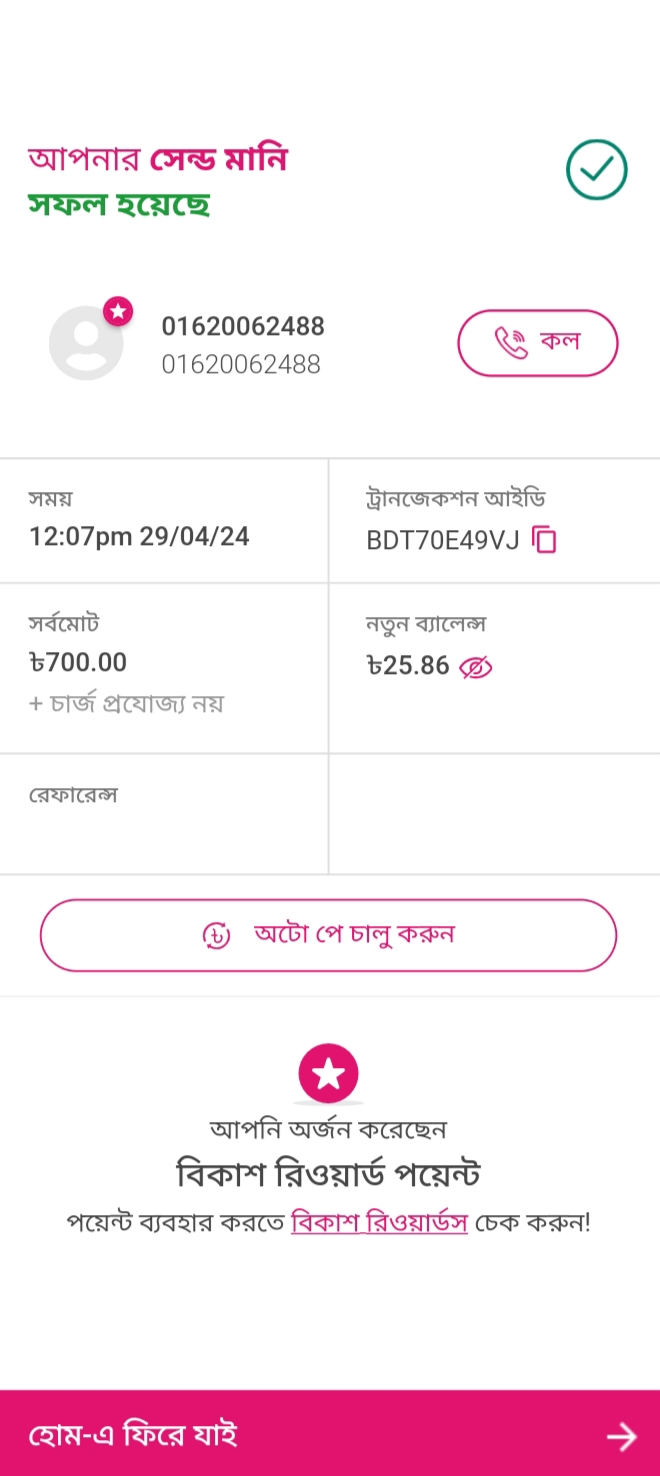 আপনার সেন্ড মানি
সফল হয়েছে
01620062488
01620062488
কল
সময়
12:07pm 29/04/24
ট্রানজেকশন আইডি
BDT70E49VJ
সর্বমোট
৳700.00
+ চার্জ প্রযোজ্য নয়
নতুন ব্যালেন্স
৳25.86
রেফারেন্স
অটো পে চালু করুন
আপনি অর্জন করেছেন
বিকাশ রিওয়ার্ড পয়েন্ট
পয়েন্ট ব্যবহার করতে বিকাশ রিওয়ার্ডস চেক করুন!
হোম-এ ফিরে যাই